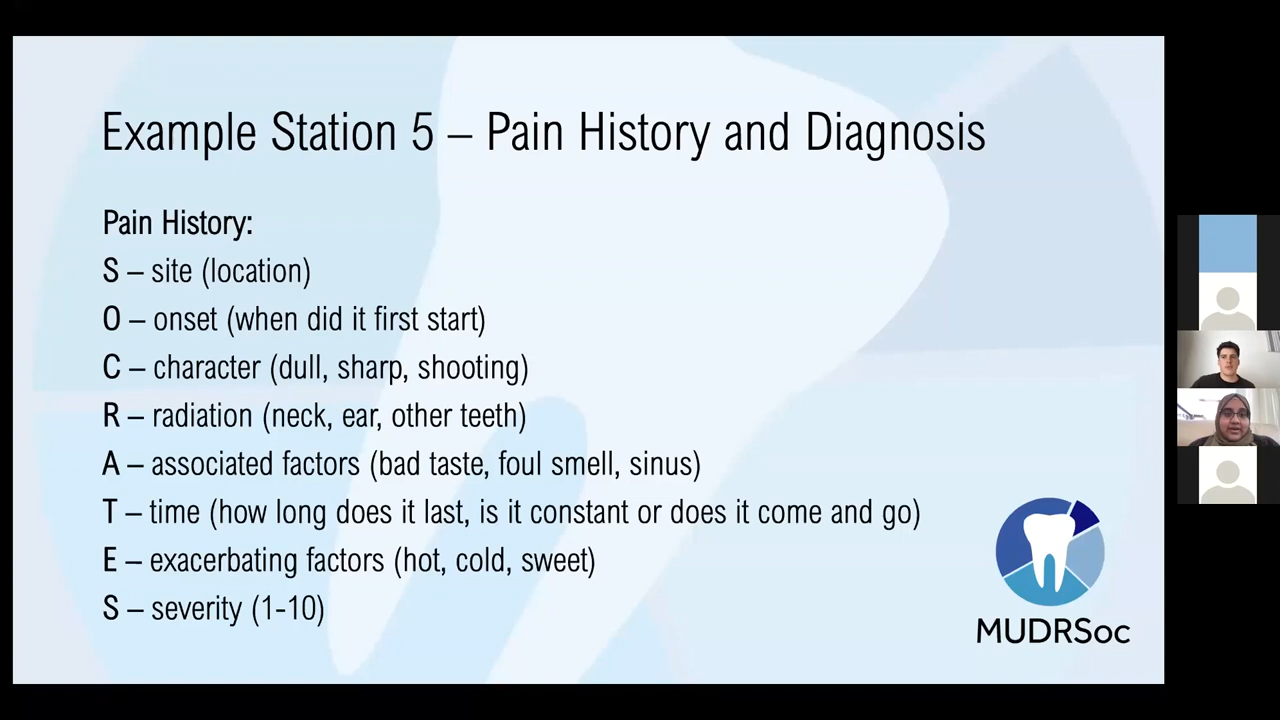 Example Station 5 – Pain History and Diagnosis
Pain History:
S – site (location)
O – onset (when did it first start)
C – character (dull, sharp, shooting)
R – radiation (neck, ear, other teeth)
A – associated factors (bad taste, foul smell, sinus)
T – time (how long does it last, is it constant or does it come and go)
E – exacerbating factors (hot, cold, sweet)
S – severity (1-10)
MUDRSoc